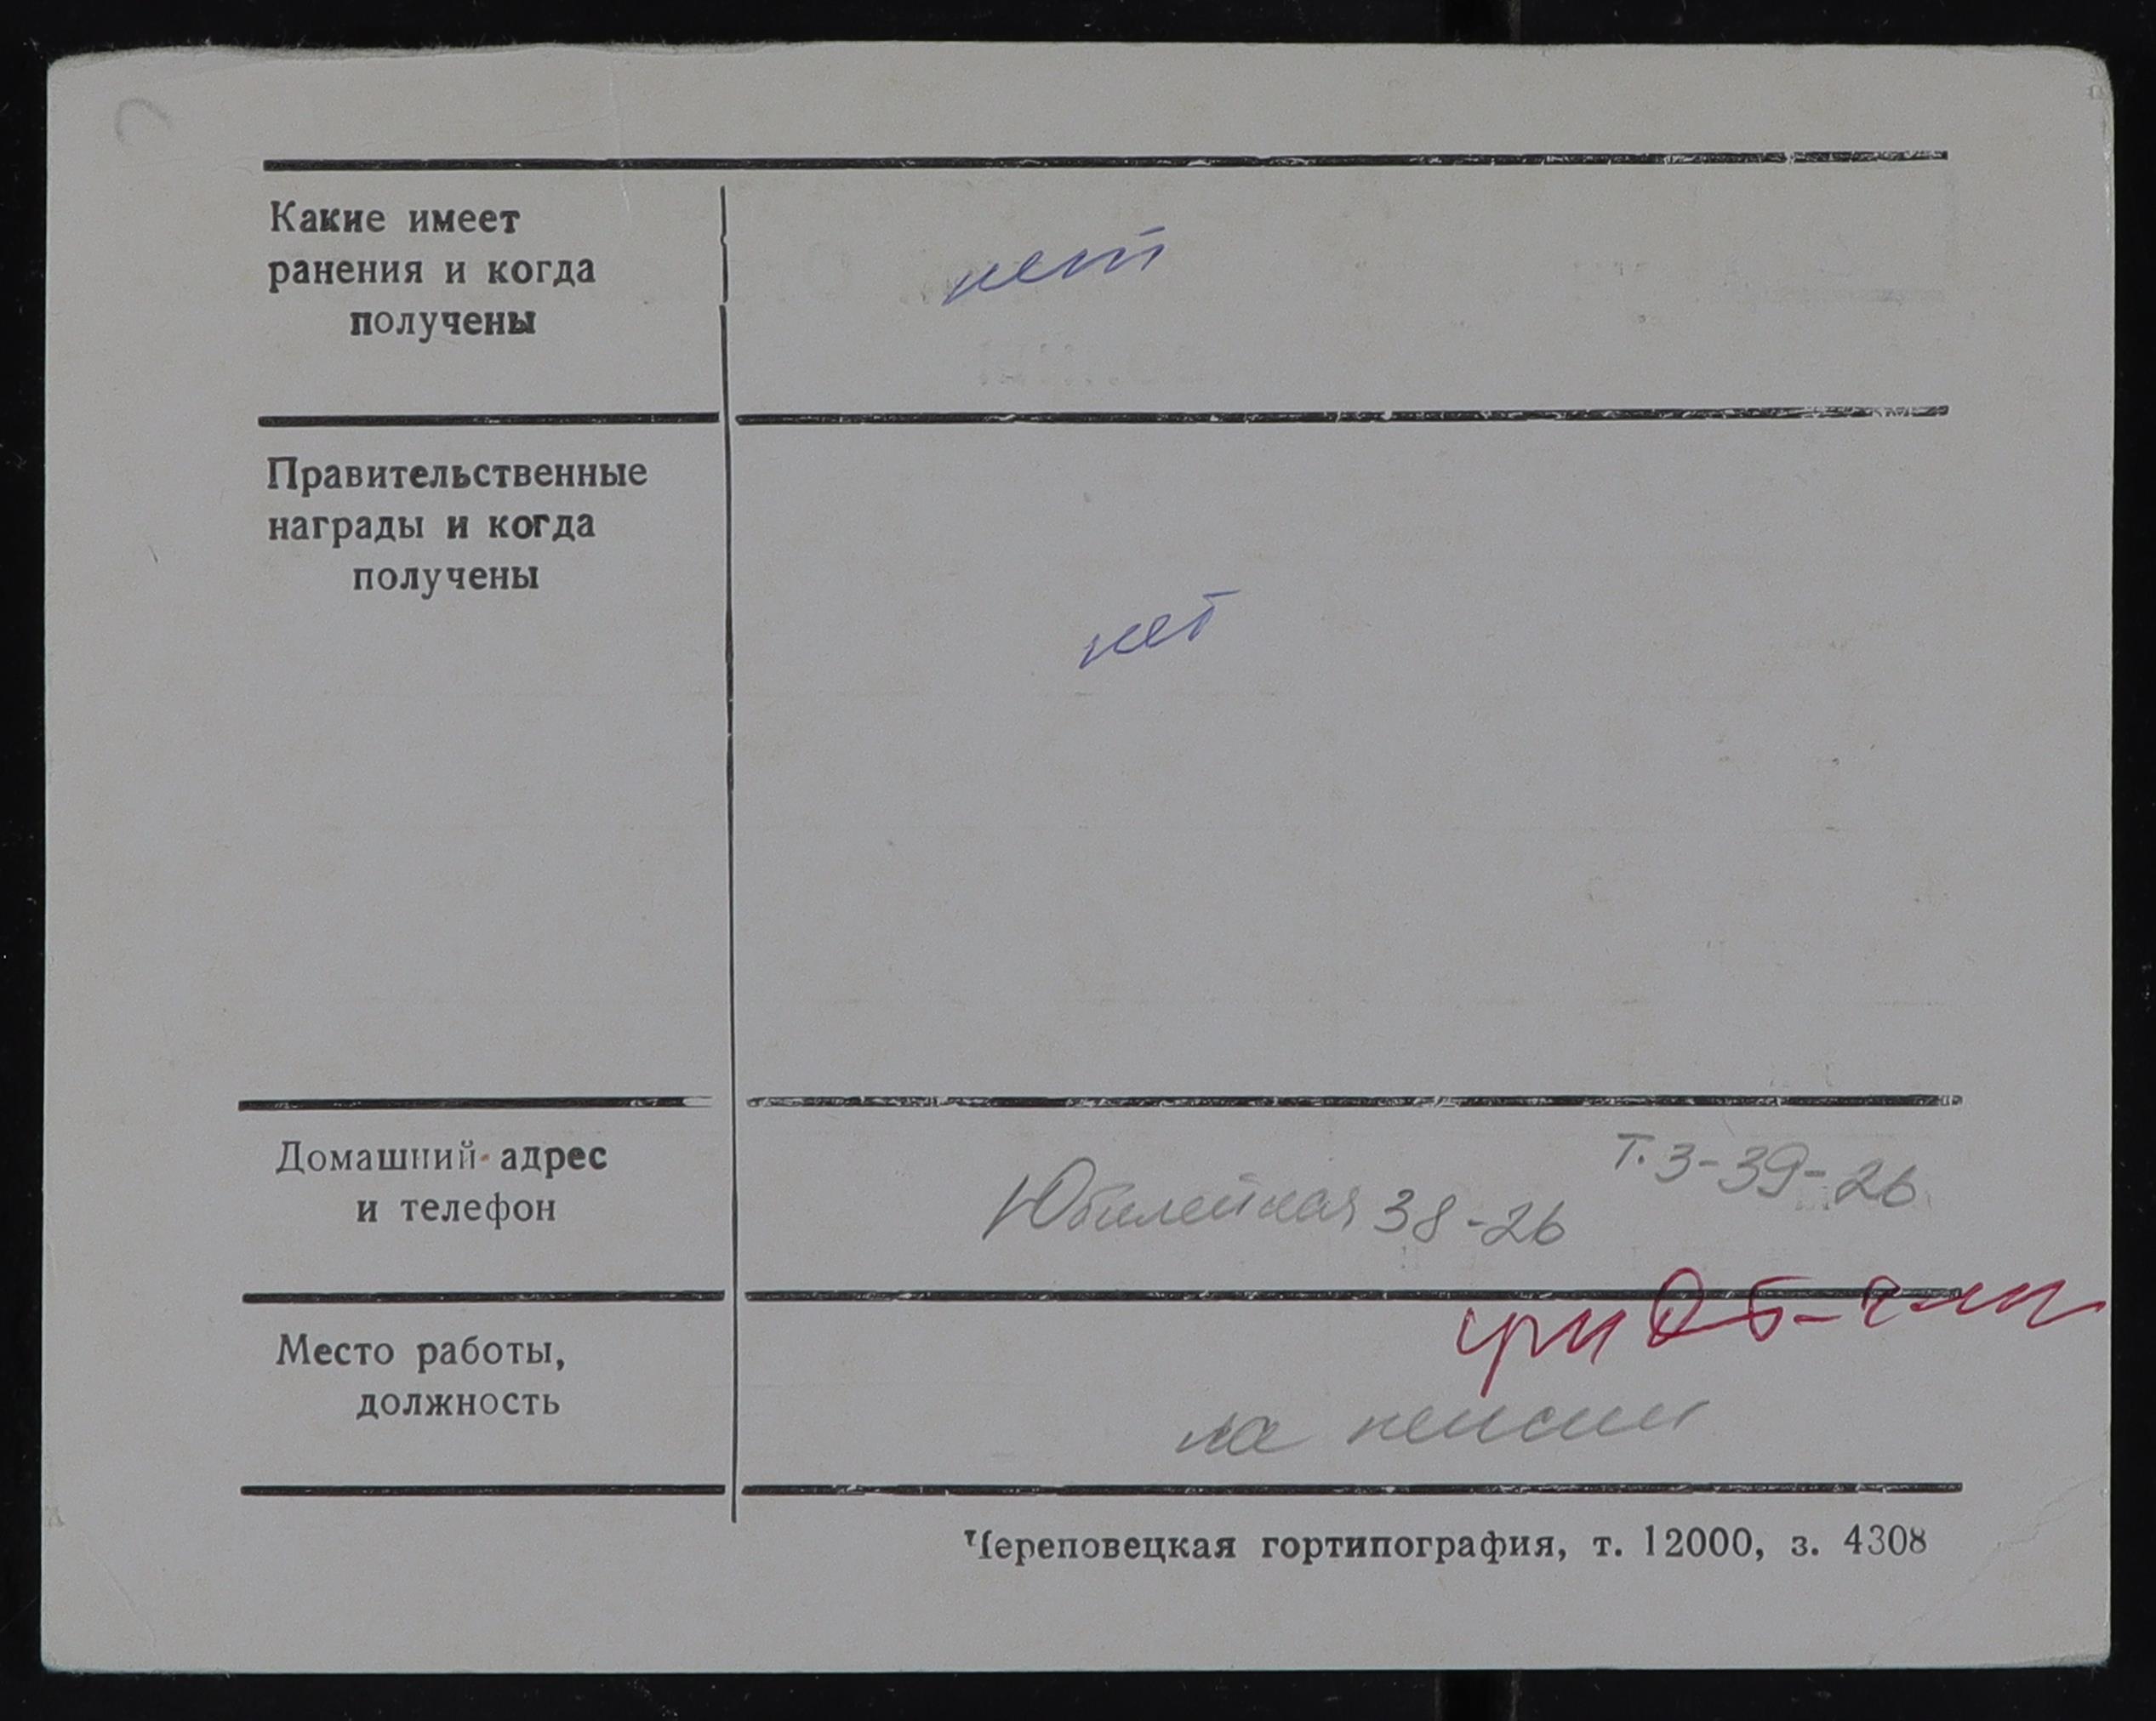 Какие имеет
ранения и когда
получены
нет
Правительственные
награды и когда
получены
нет
Домашний адрес
и телефон
Т. 3-39-26
Юбилейная 38-26
Место работы,
должность
на пенсии
Череповецкая гортипография, т. 12000, з. 4308